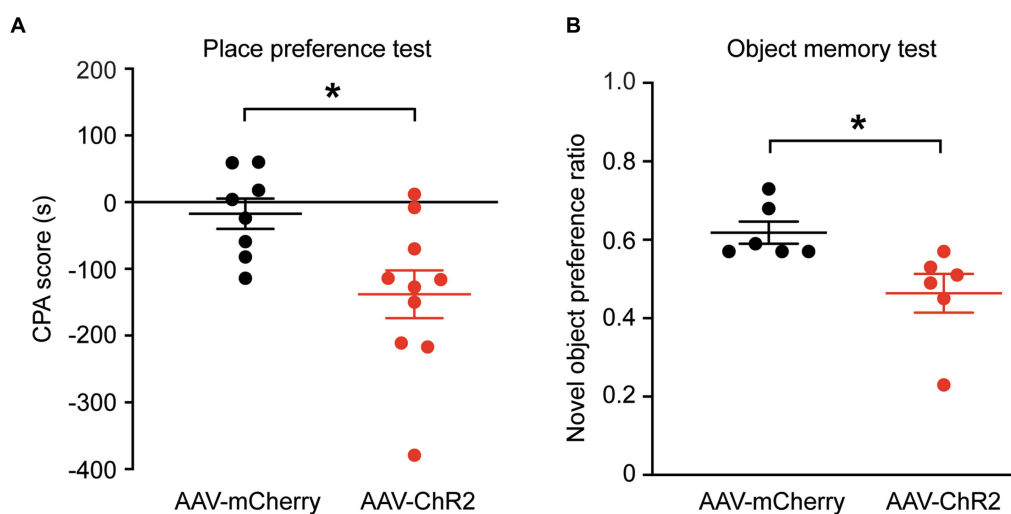 A
Place preference test
CPA score (s)
200
100
0
-100
-200
-300
-400
*
AAV-mCherry
AAV-ChR2
B
Object memory test
Novel object preference ratio
1.0
0.8
0.6
0.4
0.2
0
*
AAV-mCherry
AAV-ChR2